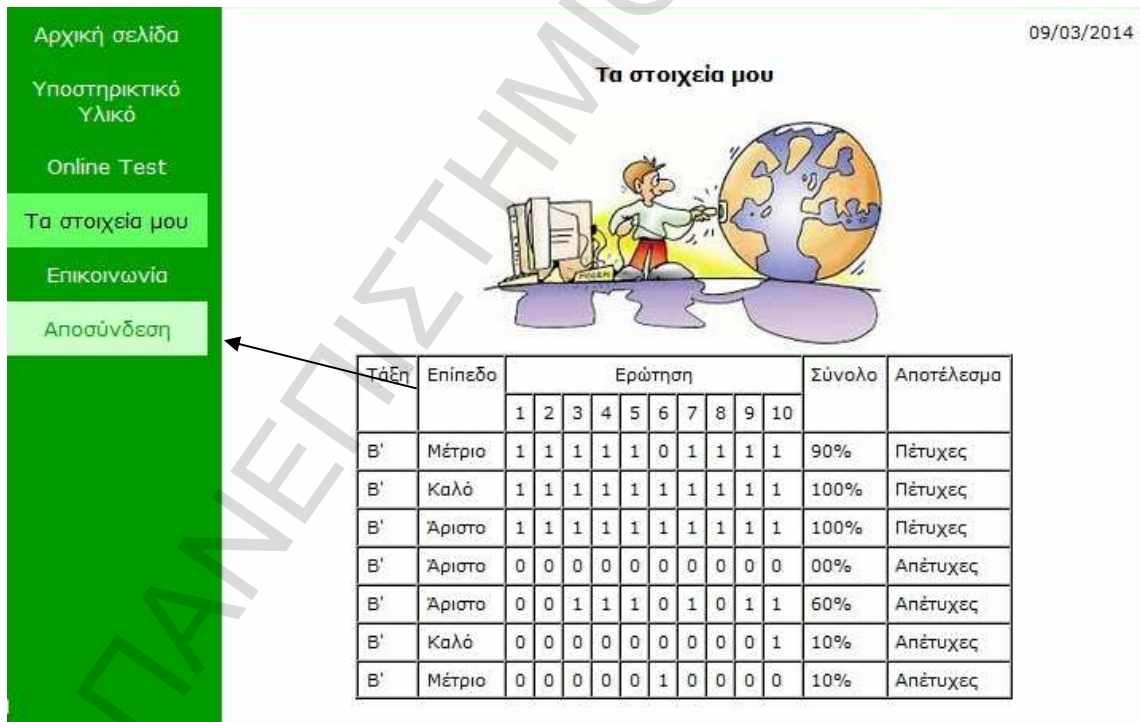 Αρχική σελίδα
Υποστηρικτικό
Υλικό
Online Test
Τα στοιχεία μου
Επικοινωνία
Αποσύνδεση
09/03/2014
Τα στοιχεία μου
MODEM
Τάξη Επίπεδο Ερώτηση Σύνολο Αποτέλεσμα
1 2 3 4 5 6 7 8 9 10
Β' Μέτριο 1 1 1 1 1 0 1 1 1 1 90% Πέτυχες
Β' Καλό 1 1 1 1 1 1 1 1 1 1 100% Πέτυχες
Β' Άριστο 1 1 1 1 1 1 1 1 1 1 100% Πέτυχες
Β' Άριστο 0 0 0 0 0 0 0 0 0 0 00% Απέτυχες
Β' Άριστο 0 0 1 1 1 0 1 0 1 1 60% Απέτυχες
Β' Καλό 0 0 0 0 0 0 0 0 0 1 10% Απέτυχες
Β' Μέτριο 0 0 0 0 0 1 0 0 0 0 10% Απέτυχες
ΠΑΝΕΠΙΣΤΗΜΙΟ